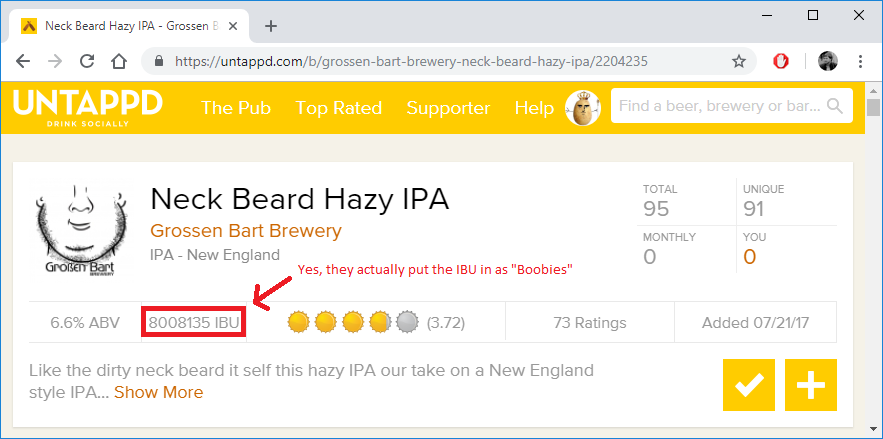 Neck Beard Hazy IPA - Grossen B
https://untappd.com/b/grossen-bart-brewery-neck-beard-hazy-ipa/2204235
UNTAPPD
DRINK SOCIALLY
The Pub Top Rated Supporter Help
Find a beer, brewery or bar...
Neck Beard Hazy IPA
Grossen Bart Brewery
IPA - New England
Großen Bart
BREWERY
TOTAL UNIQUE
95 91
MONTHLY YOU
0 0
Yes, they actually put the IBU in as "Boobies"
6.6% ABV 8008135 IBU (3.72) 73 Ratings Added 07/21/17
Like the dirty neck beard it self this hazy IPA our take on a New England
style IPA... Show More